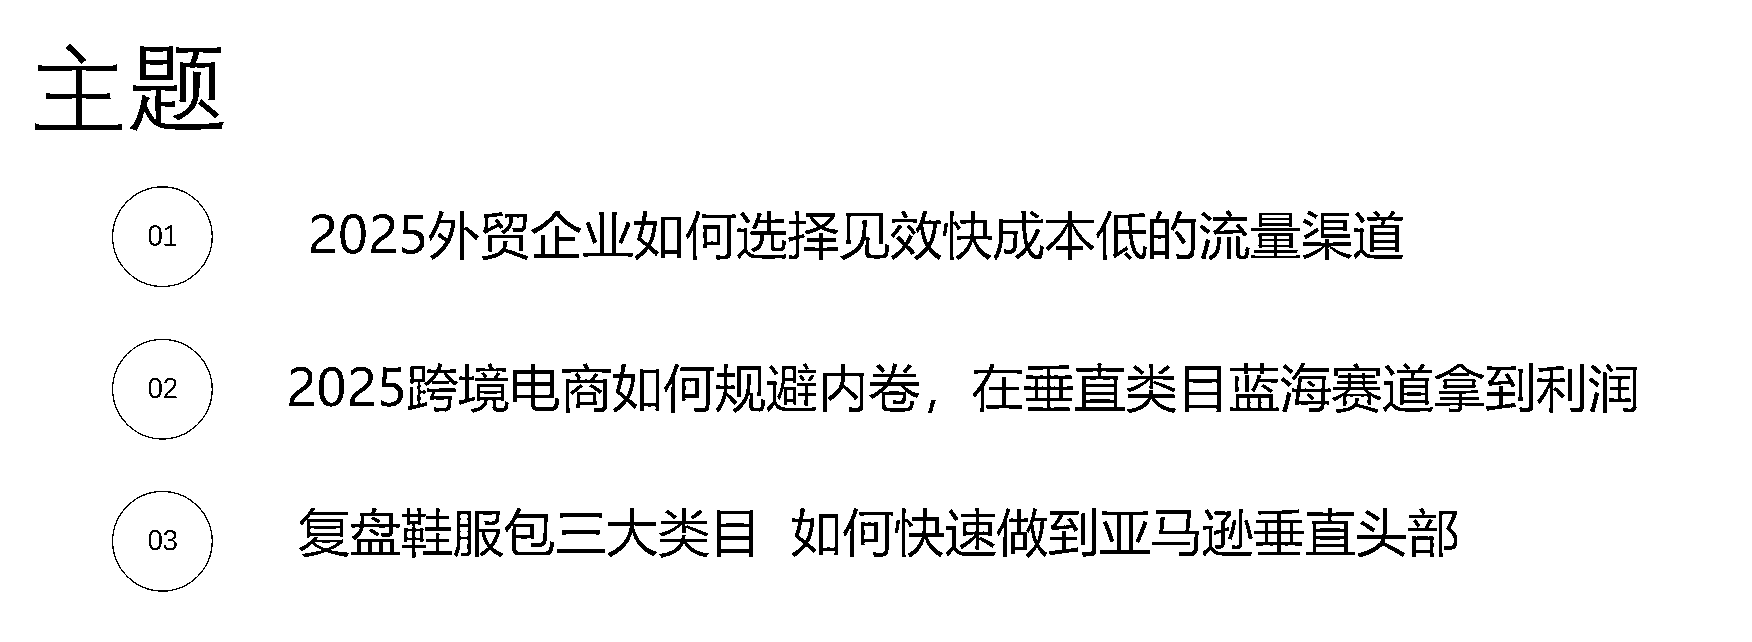 主题
01 2025外贸企业如何选择见效快成本低的流量渠道
02 2025跨境电商如何规避内卷，在垂直类目蓝海赛道拿到利润
03 复盘鞋服包三大类目 如何快速做到亚马逊垂直头部